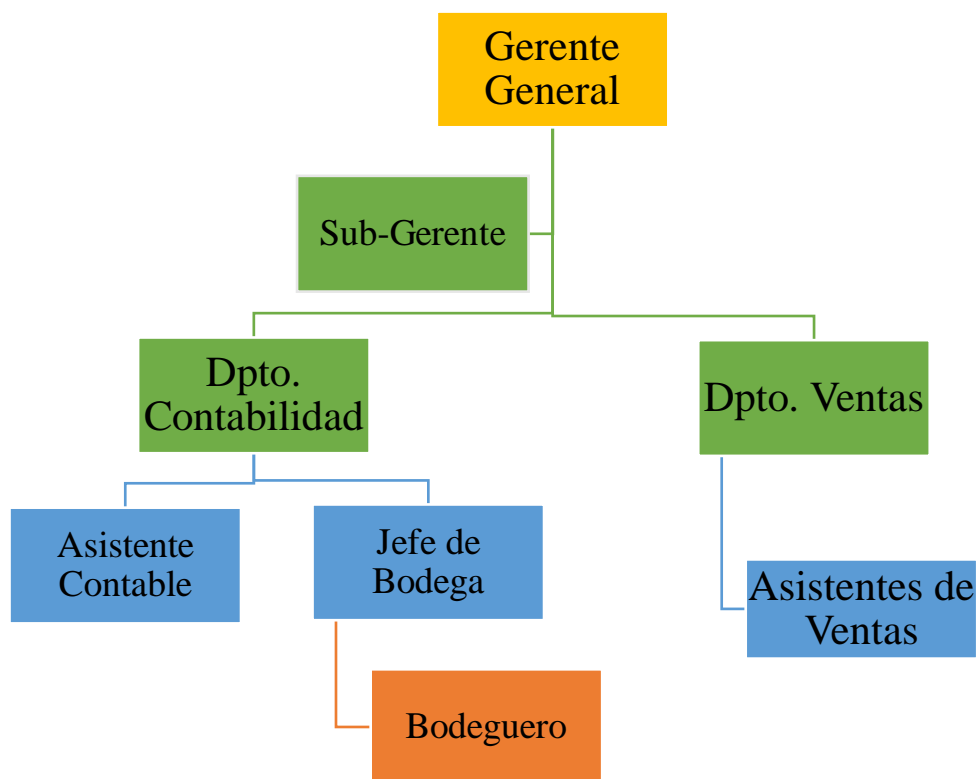 Gerente
General
Sub-Gerente
Dpto.
Contabilidad
Dpto. Ventas
Asistente
Contable
Jefe de
Bodega
Asistentes de
Ventas
Bodeguero